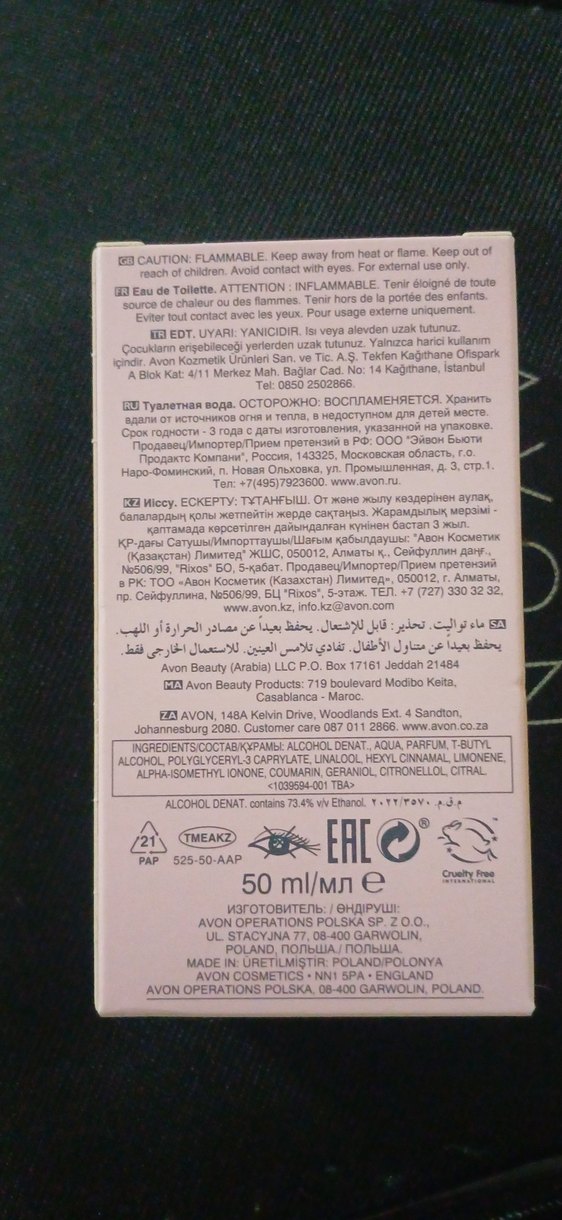 GB CAUTION: FLAMMABLE. Keep away from heat or flame. Keep out of
reach of children. Avoid contact with eyes. For external use only.
FR Eau de Toilette. ATTENTION : INFLAMMABLE. Tenir éloigné de toute
source de chaleur ou des flammes. Tenir hors de la portée des enfants.
Eviter tout contact avec les yeux. Pour usage externe uniquement.
TR EDT. UYARI: YANICIDIR. Isı veya alevden uzak tutunuz.
Çocukların erişebileceği yerlerden uzak tutunuz. Yalnızca harici kullanım
içindir. Avon Kozmetik Ürünleri San. ve Tic. A.Ş. Tekfen Kağıthane Ofispark
A Blok Kat: 4/11 Merkez Mah. Bağlar Cad. No: 14 Kağıthane, İstanbul
Tel: 0850 2502866.
RU Туалетная вода. ОСТОРОЖНО: ВОСПЛАМЕНЯЕТСЯ. Хранить
вдали от источников огня и тепла, в недоступном для детей месте.
Срок годности - 3 года с даты изготовления, указанной на упаковке.
Продавец/Импортер/Прием претензий в РФ: ООО "Эйвон Бьюти
Продактс Компани", Россия, 143325, Московская область, г.о.
Наро-Фоминский, п. Новая Ольховка, ул. Промышленная, д. 3, стр.1.
Тел: +7(495)7923600. www.avon.ru.
KZ Иіссу. ЕСКЕРТУ: ТҰТАНҒЫШ. От және жылу көздерінен аулақ,
балалардың қолы жетпейтін жерде сақтаңыз. Жарамдылық мерзімі -
қаптамада көрсетілген дайындалған күнінен бастап 3 жыл.
ҚР-дағы Сатушы/Импорттаушы/Шағым қабылдаушы: "Авон Косметик
(Қазақстан) Лимитед" ЖШС, 050012, Алматы қ., Сейфуллин даңғ.,
№506/99, "Rixos" БО, 5-қабат. Продавец/Импортер/Прием претензий
в РК: ТОО «Авон Косметик (Казахстан) Лимитед», 050012, г. Алматы,
пр. Сейфуллина, №506/99, БЦ "Rixos", 5-этаж. ТЕЛ. +7 (727) 330 32 32,
www.avon.kz, info.kz@avon.com
SA ماء تواليت. تحذير: قابل للإشتعال. يحفظ بعيداً عن مصادر الحرارة أو اللهب.
يحفظ بعيداً عن متناول الأطفال. تفادي تلامس العينين. للاستعمال الخارجى فقط.
Avon Beauty (Arabia) LLC P.O. Box 17161 Jeddah 21484
MA Avon Beauty Products: 719 boulevard Modibo Keita,
Casablanca - Maroc.
ZA AVON, 148A Kelvin Drive, Woodlands Ext. 4 Sandton,
Johannesburg 2080. Customer care 087 011 2866. www.avon.co.za
INGREDIENTS/СОСТАВ/ҚҰРАМЫ: ALCOHOL DENAT., AQUA, PARFUM, T-BUTYL
ALCOHOL, POLYGLYCERYL-3 CAPRYLATE, LINALOOL, HEXYL CINNAMAL, LIMONENE,
ALPHA-ISOMETHYL IONONE, COUMARIN, GERANIOL, CITRONELLOL, CITRAL.
<1039594-001 TBA>
ALCOHOL DENAT. contains 73.4% v/v Ethanol. م.ق.م. ٢٠٢٢/٣٥٧٠
21
PAP
TMEAKZ
525-50-AAP
EAC
®
™
Cruelty Free
INTERNATIONAL
50 ml/мл e
ИЗГОТОВИТЕЛЬ: / ӨНДІРУШІ:
AVON OPERATIONS POLSKA SP. Z O.O.,
UL. STACYJNA 77, 08-400 GARWOLIN,
POLAND, ПОЛЬША / ПОЛЬША.
MADE IN: ÜRETİLMİŞTİR: POLAND/POLONYA
AVON COSMETICS • NN1 5PA • ENGLAND
AVON OPERATIONS POLSKA, 08-400 GARWOLIN, POLAND.